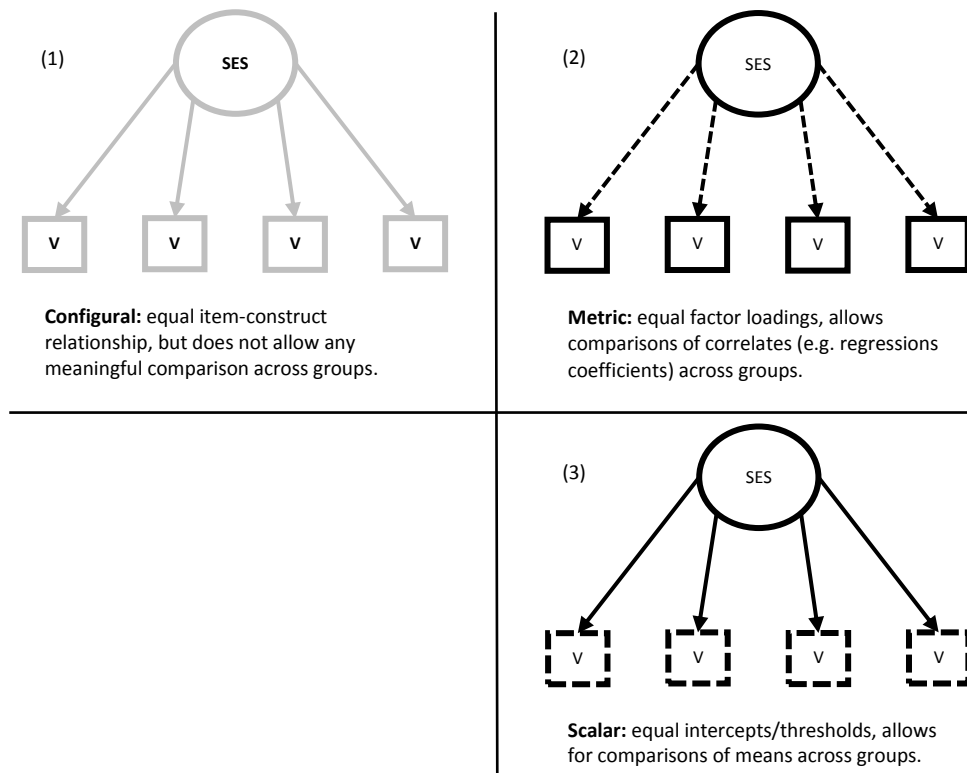 (1)
SES
V V V V
Configural: equal item-construct
relationship, but does not allow any
meaningful comparison across groups.
(2)
SES
V V V V
Metric: equal factor loadings, allows
comparisons of correlates (e.g. regressions
coefficients) across groups.
(3)
SES
V V V V
Scalar: equal intercepts/thresholds, allows
for comparisons of means across groups.